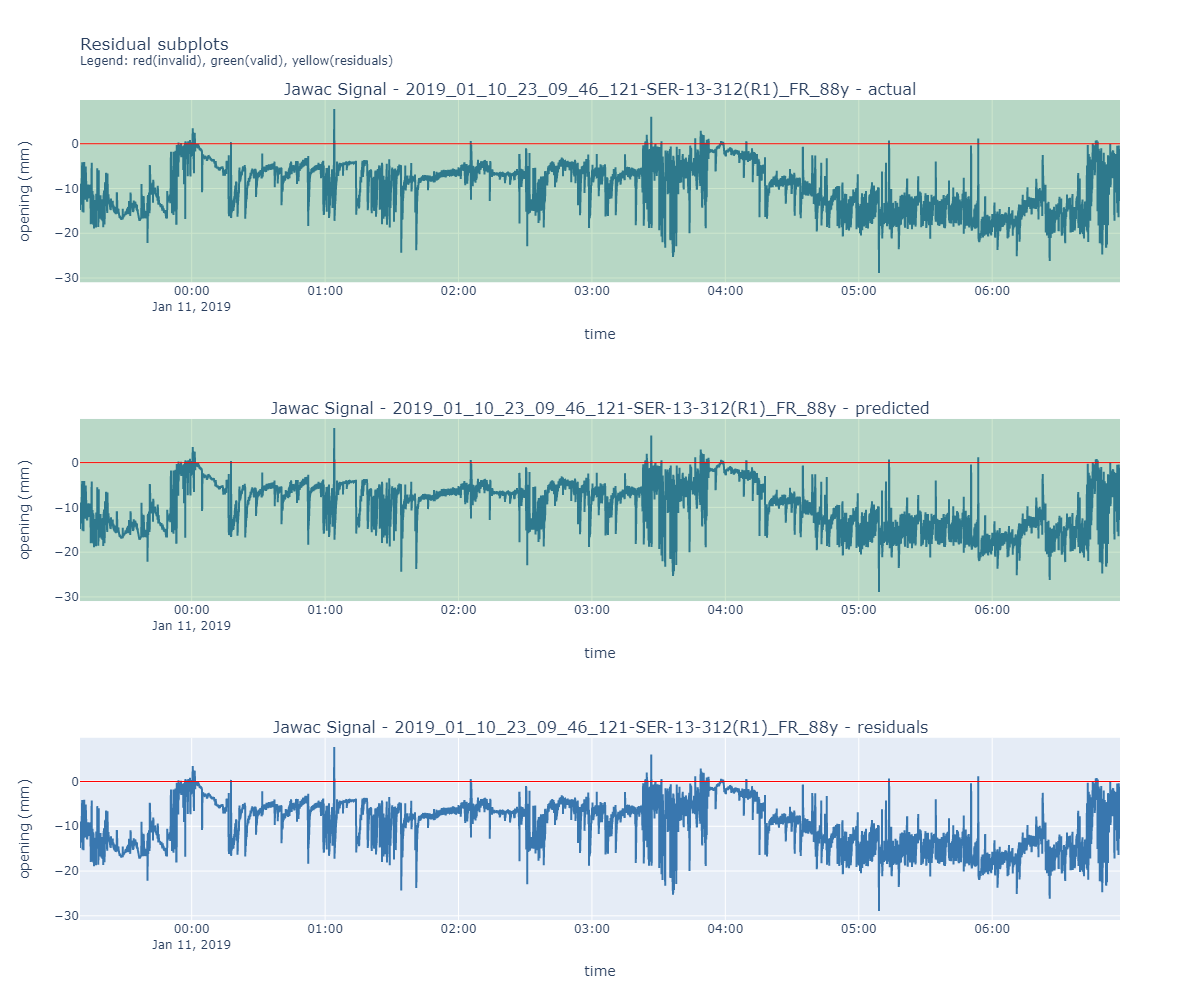 Residual subplots
Legend: red(invalid), green(valid), yellow(residuals)
Jawac Signal - 2019_01_10_23_09_46_121-SER-13-312(R1)_FR_88y - actual
opening (mm)
0
−10
−20
−30
00:00 01:00 02:00 03:00 04:00 05:00 06:00
Jan 11, 2019
time
Jawac Signal - 2019_01_10_23_09_46_121-SER-13-312(R1)_FR_88y - predicted
opening (mm)
0
−10
−20
−30
00:00 01:00 02:00 03:00 04:00 05:00 06:00
Jan 11, 2019
time
Jawac Signal - 2019_01_10_23_09_46_121-SER-13-312(R1)_FR_88y - residuals
opening (mm)
0
−10
−20
−30
00:00 01:00 02:00 03:00 04:00 05:00 06:00
Jan 11, 2019
time